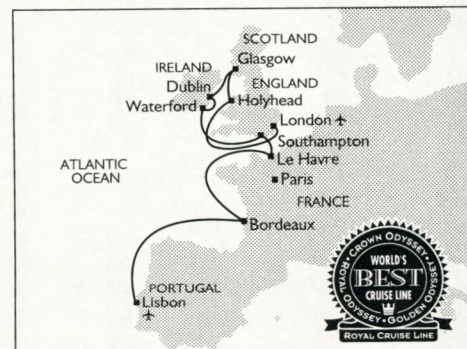 SCOTLAND
Glasgow
IRELAND
Dublin
ENGLAND
Waterford
Holyhead
London
Southampton
ATLANTIC
OCEAN
Le Havre
Paris
FRANCE
Bordeaux
PORTUGAL
Lisbon
CROWN ODYSSEY
ROYAL ODYSSEY
GOLDEN ODYSSEY
WORLD'S
BEST
CRUISE LINE
ROYAL CRUISE LINE